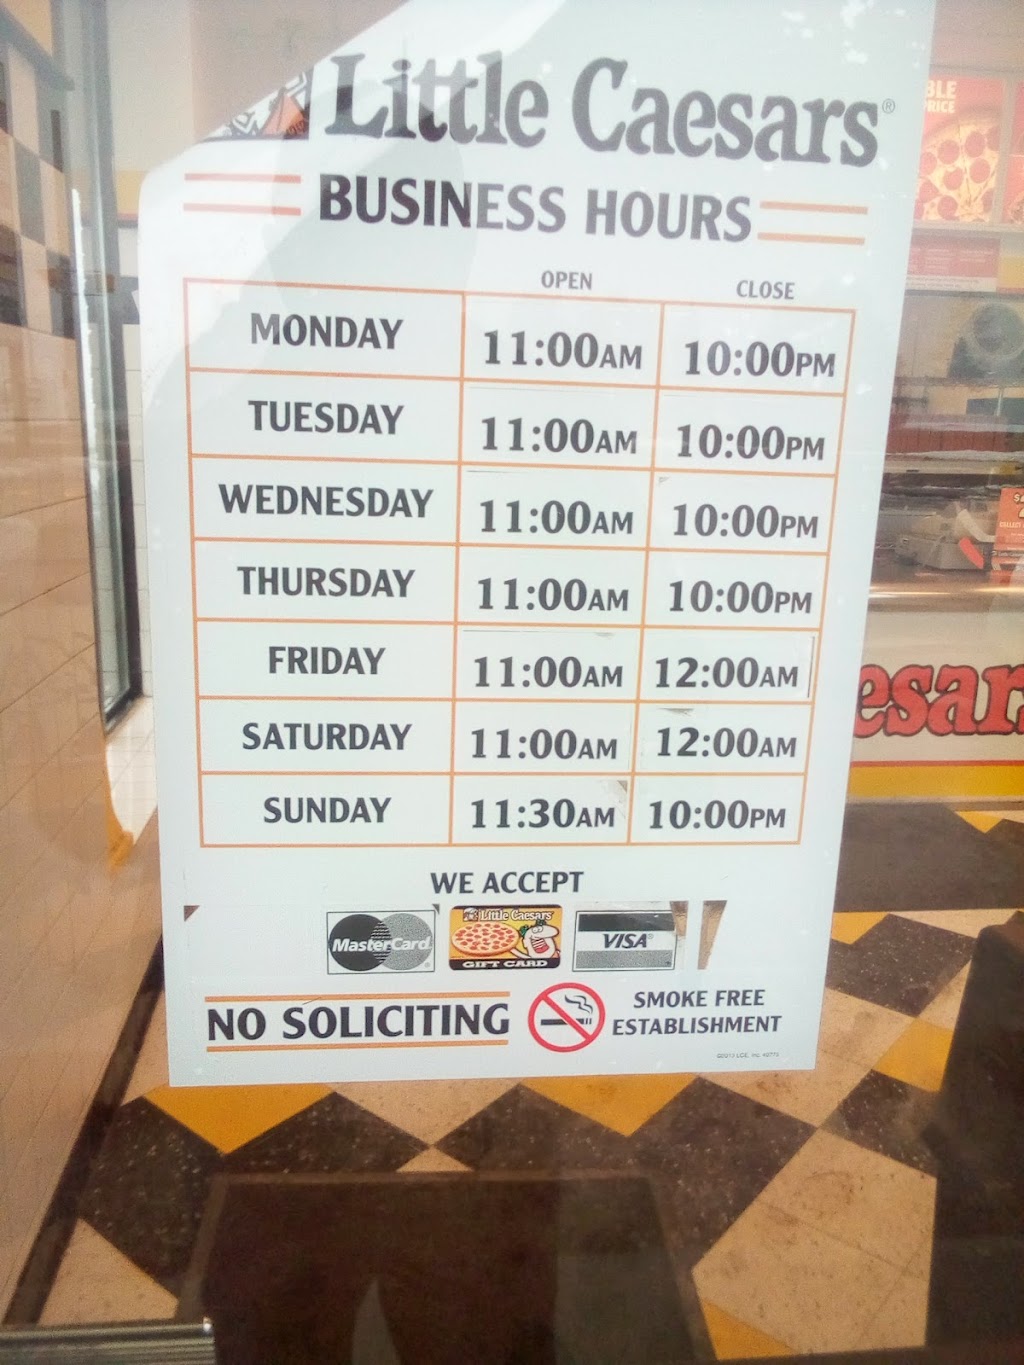 Little Caesars®
BUSINESS HOURS
OPEN CLOSE
MONDAY 11:00AM 10:00PM
TUESDAY 11:00AM 10:00PM
WEDNESDAY 11:00AM 10:00PM
THURSDAY 11:00AM 10:00PM
FRIDAY 11:00AM 12:00AM
SATURDAY 11:00AM 12:00AM
SUNDAY 11:30AM 10:00PM
WE ACCEPT
MasterCard
Little Caesars
GIFT CARD
VISA
NO SOLICITING
SMOKE FREE
ESTABLISHMENT
BLE
RICE
esar